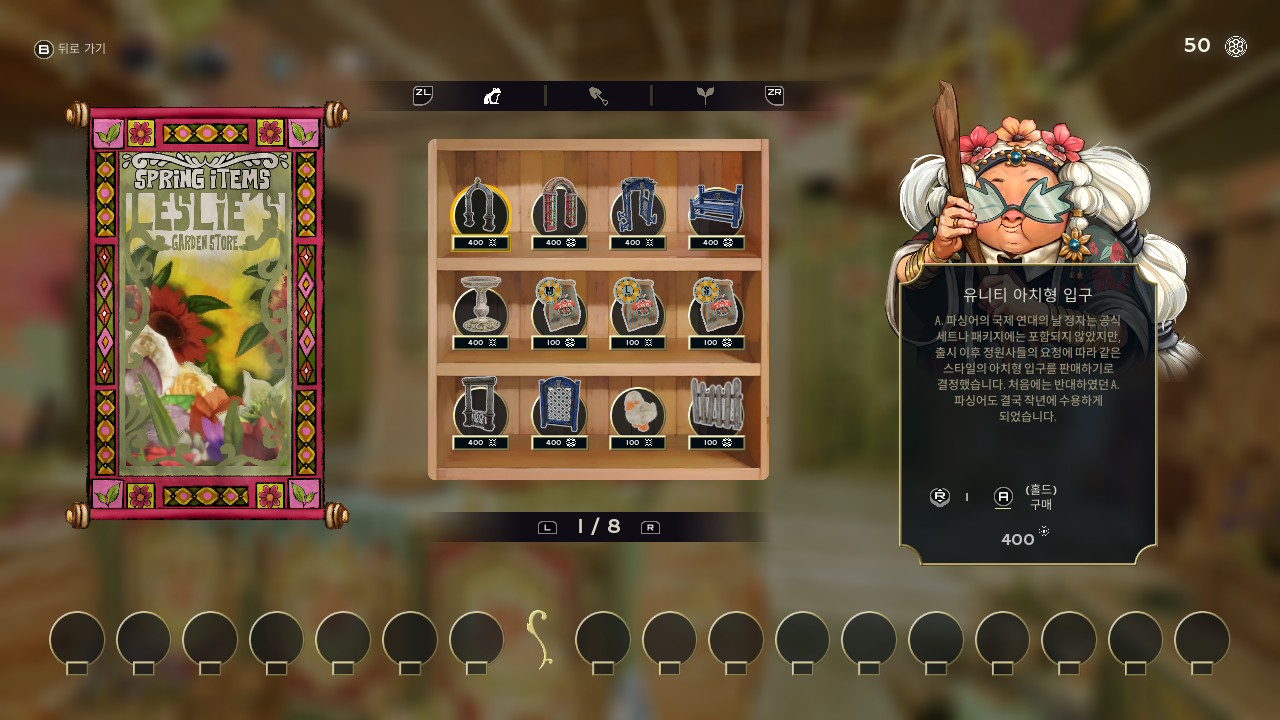 B 뒤로 가기
50
ZL
ZR
SPRING ITEMS
LESLIE'S
GARDEN STORE
400 400 400 400
M L S
400 100 100 100
400 400 100 100
L 1 / 8 R
유니티 아치형 입구
A. 파싱어의 국제 연대의 날 정자는 공식
세트나 패키지에는 포함되지 않았지만,
출시 이후 정원사들의 요청에 따라 같은
스타일의 아치형 입구를 판매하기로
결정했습니다. 처음에는 반대하였던 A.
파싱어도 결국 작년에 수용하게
되었습니다.
R 1 A (홀드)
구매
400